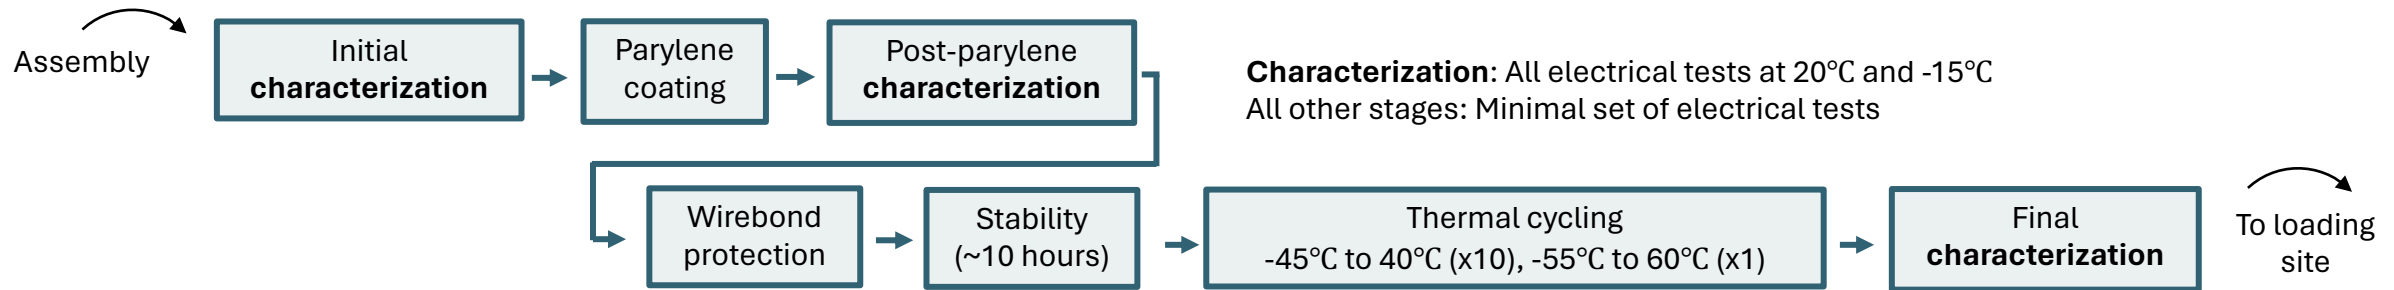 Assembly
Initial
characterization
Parylene
coating
Post-parylene
characterization
Characterization: All electrical tests at 20℃ and -15℃
All other stages: Minimal set of electrical tests
Wirebond
protection
Stability
(~10 hours)
Thermal cycling
-45℃ to 40℃ (x10), -55℃ to 60℃ (x1)
Final
characterization
To loading
site